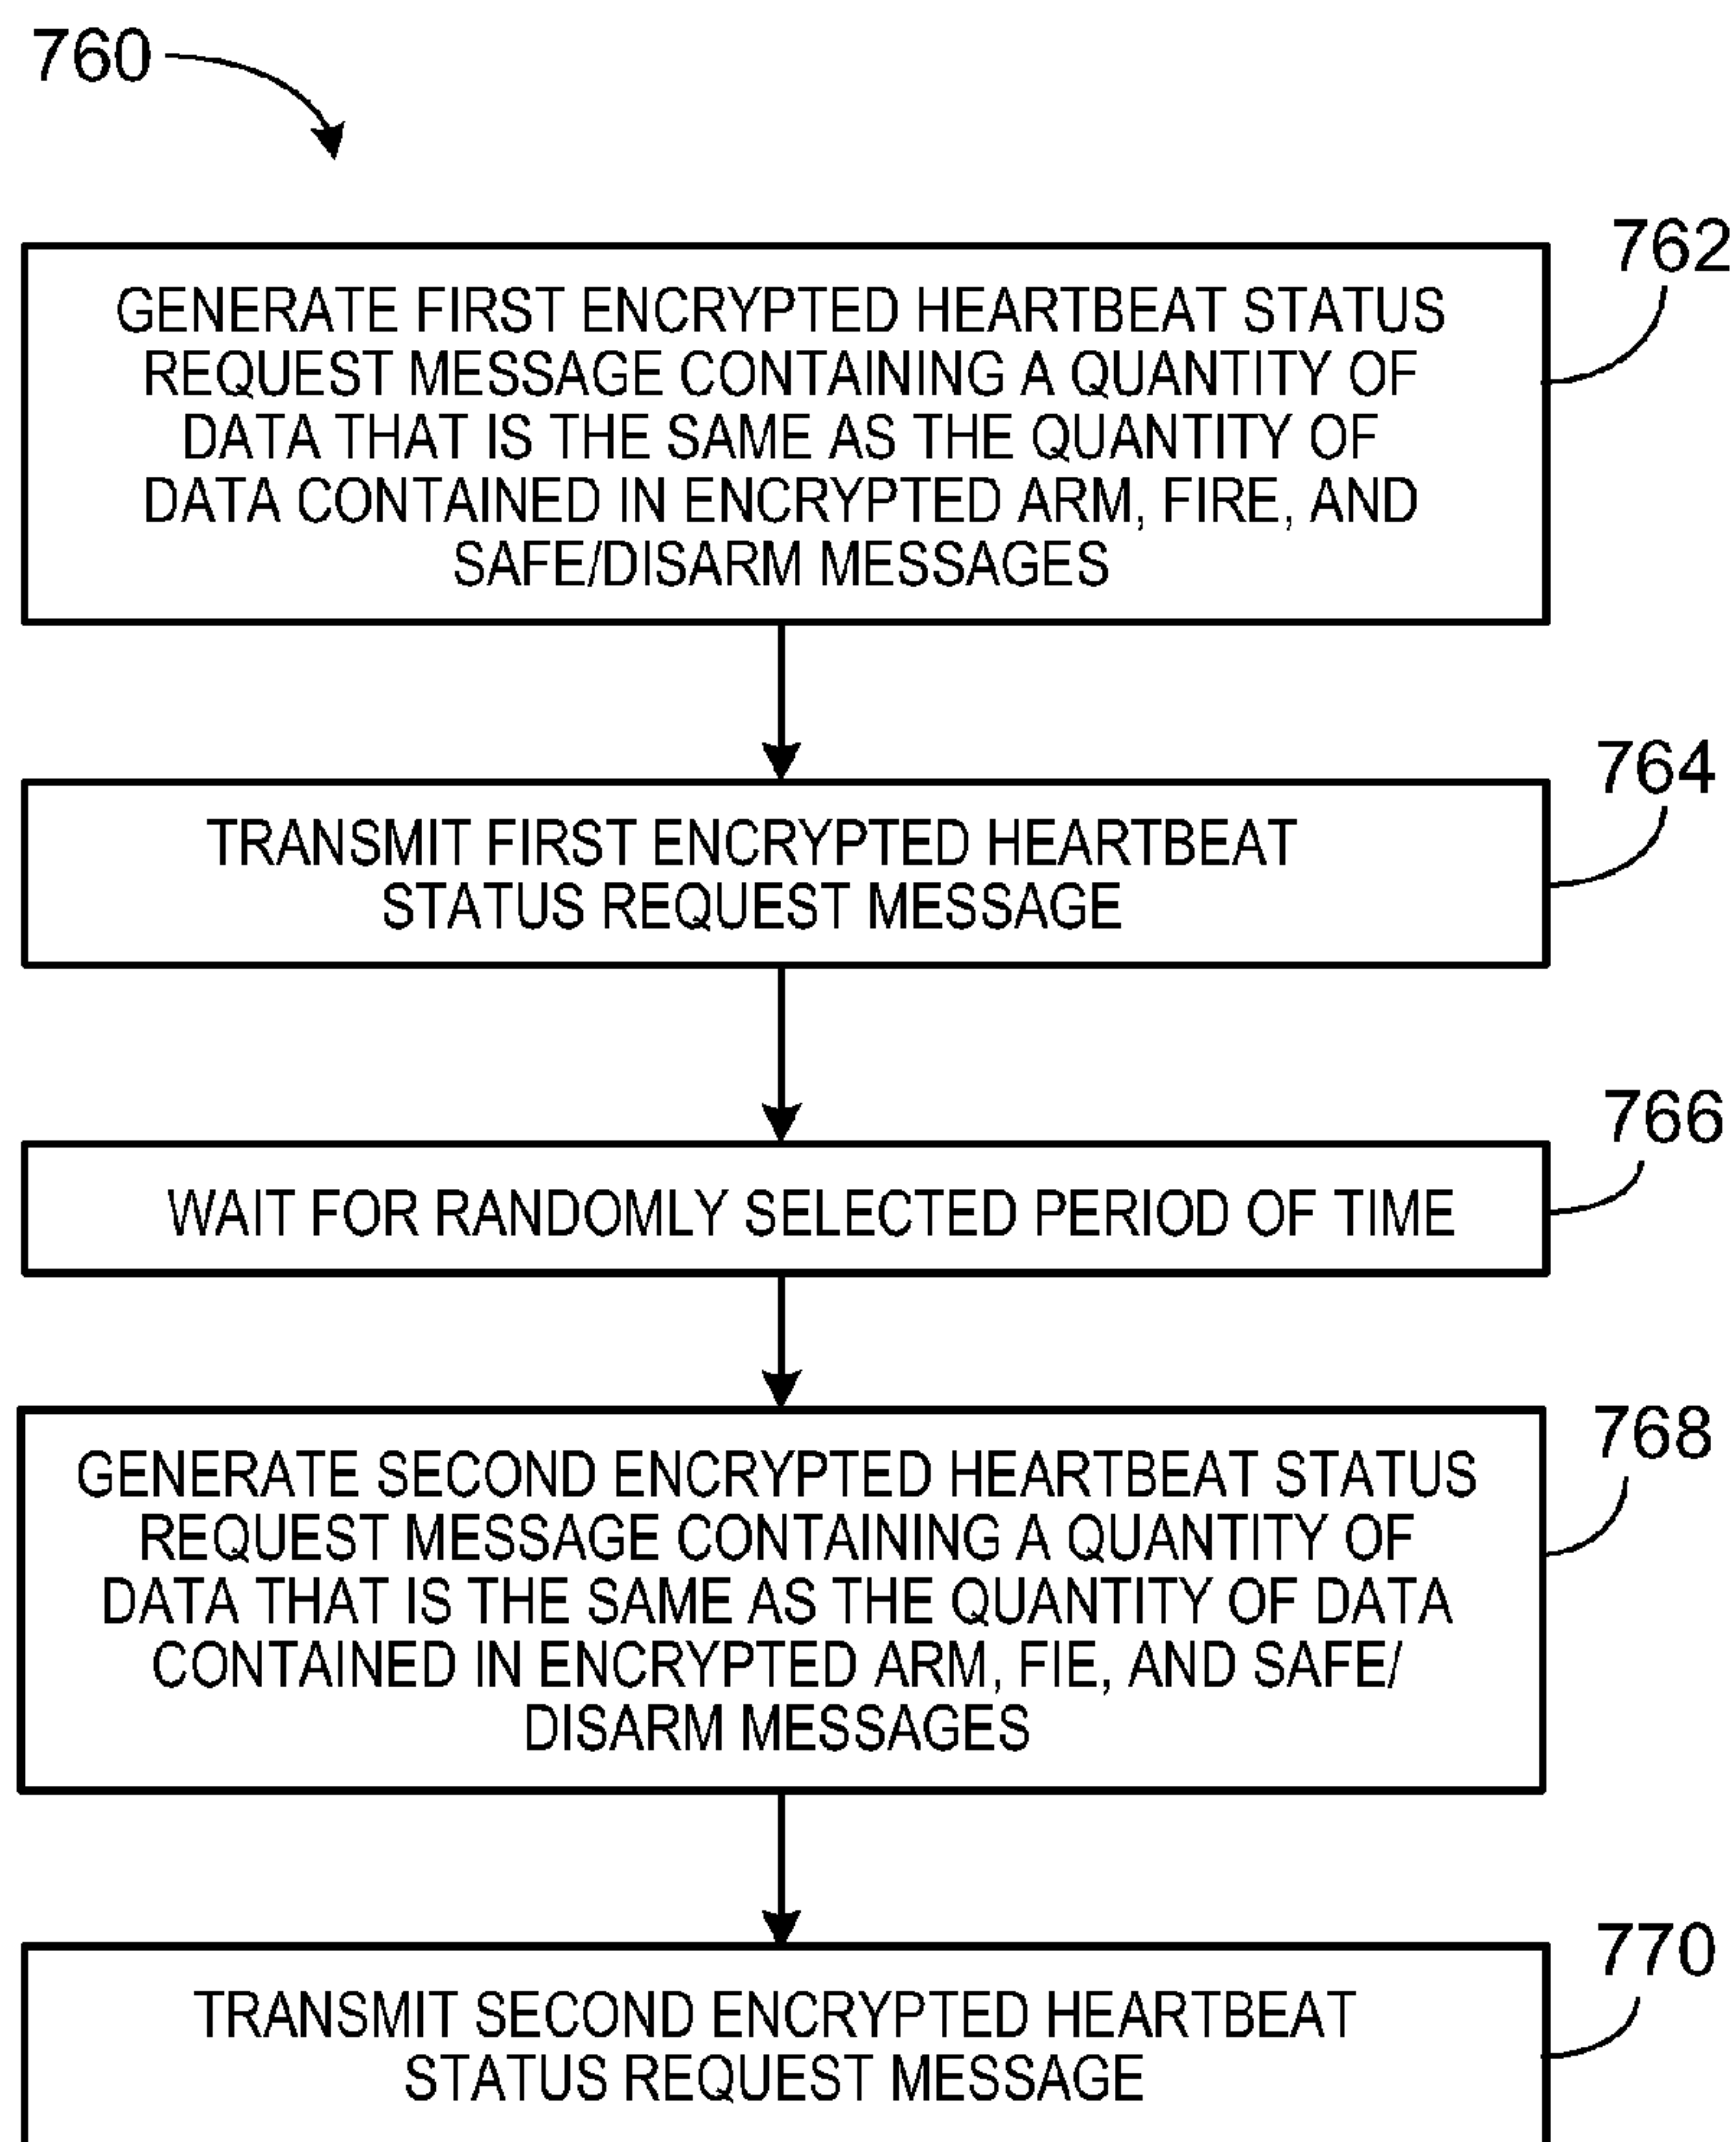 760
762
GENERATE FIRST ENCRYPTED HEARTBEAT STATUS
REQUEST MESSAGE CONTAINING A QUANTITY OF
DATA THAT IS THE SAME AS THE QUANTITY OF
DATA CONTAINED IN ENCRYPTED ARM, FIRE, AND
SAFE/DISARM MESSAGES
764
TRANSMIT FIRST ENCRYPTED HEARTBEAT
STATUS REQUEST MESSAGE
766
WAIT FOR RANDOMLY SELECTED PERIOD OF TIME
768
GENERATE SECOND ENCRYPTED HEARTBEAT STATUS
REQUEST MESSAGE CONTAINING A QUANTITY OF
DATA THAT IS THE SAME AS THE QUANTITY OF DATA
CONTAINED IN ENCRYPTED ARM, FIE, AND SAFE/
DISARM MESSAGES
770
TRANSMIT SECOND ENCRYPTED HEARTBEAT
STATUS REQUEST MESSAGE